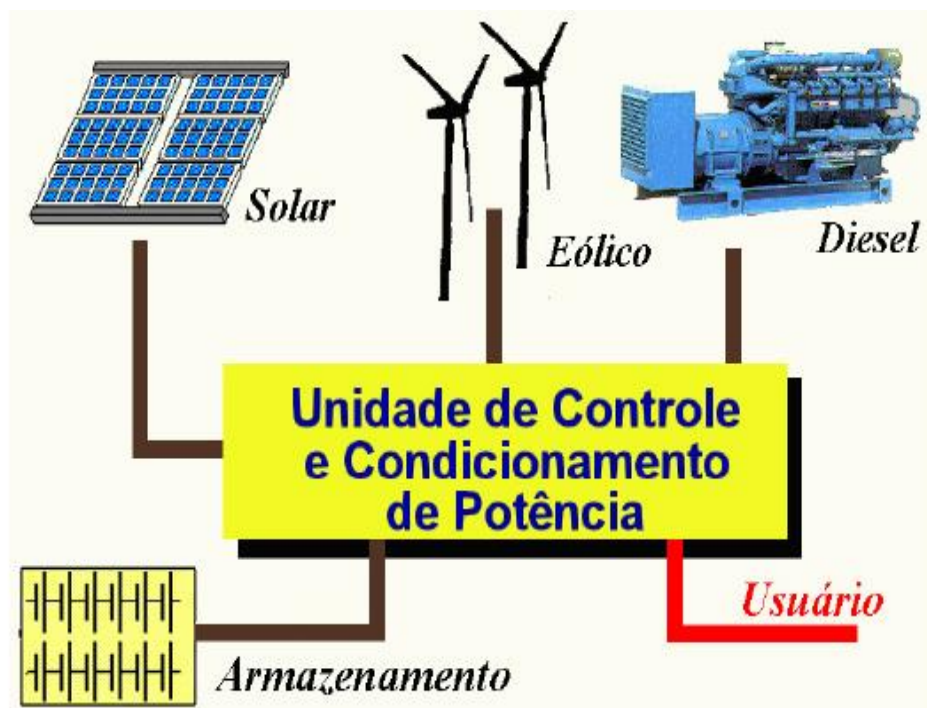 Solar
Eólico
Diesel
Unidade de Controle
e Condicionamento
de Potência
Usuário
Armazenamento